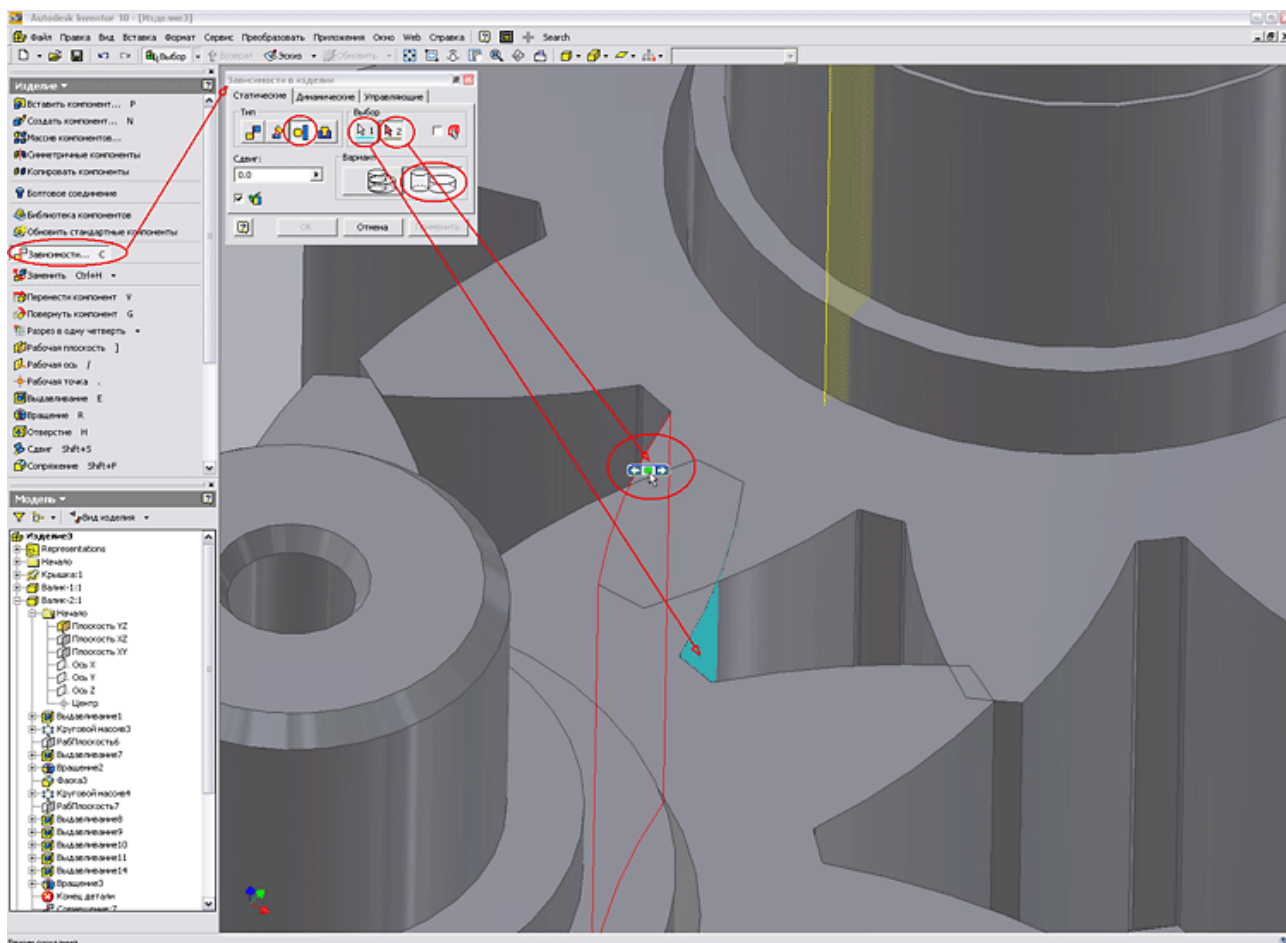 Autodesk Inventor 10 - [Изделие3]
Файл Правка Вид Вставка Формат Сервис Преобразовать Приложения Окно Web Справка Search
Выбор Возврат Эскиз Обновить
Изделие
Вставить компонент... P
Создать компонент... N
Массив компонентов...
Симметричные компоненты
Копировать компоненты
Болтовое соединение
Библиотека компонентов
Обновить стандартные компоненты
Зависимости... C
Заменить Ctrl+H
Перенести компонент V
Повернуть компонент G
Разрез в одну четверть
Рабочая плоскость ]
Рабочая ось /
Рабочая точка .
Выдавливание E
Вращение R
Отверстие H
Сдвиг Shift+S
Сопряжение Shift+F
Зависимости в изделии
Статические Динамические Управляющие
Тип Выбор
1 2
Сдвиг: Вариант
0.0
OK Отмена Применить
Модель
Вид изделия
Изделие3
Representations
Начало
Крышка:1
Валик-1:1
Валик-2:1
Начало
Плоскость YZ
Плоскость XZ
Плоскость XY
Ось X
Ось Y
Ось Z
Центр
Выдавливание1
Круговой массив3
РабПлоскость6
Выдавливание7
Вращение2
Фаска3
Круговой массив4
РабПлоскость7
Выдавливание8
Выдавливание9
Выдавливание10
Выдавливание11
Выдавливание14
Вращение3
Конец детали
Совмещение:7